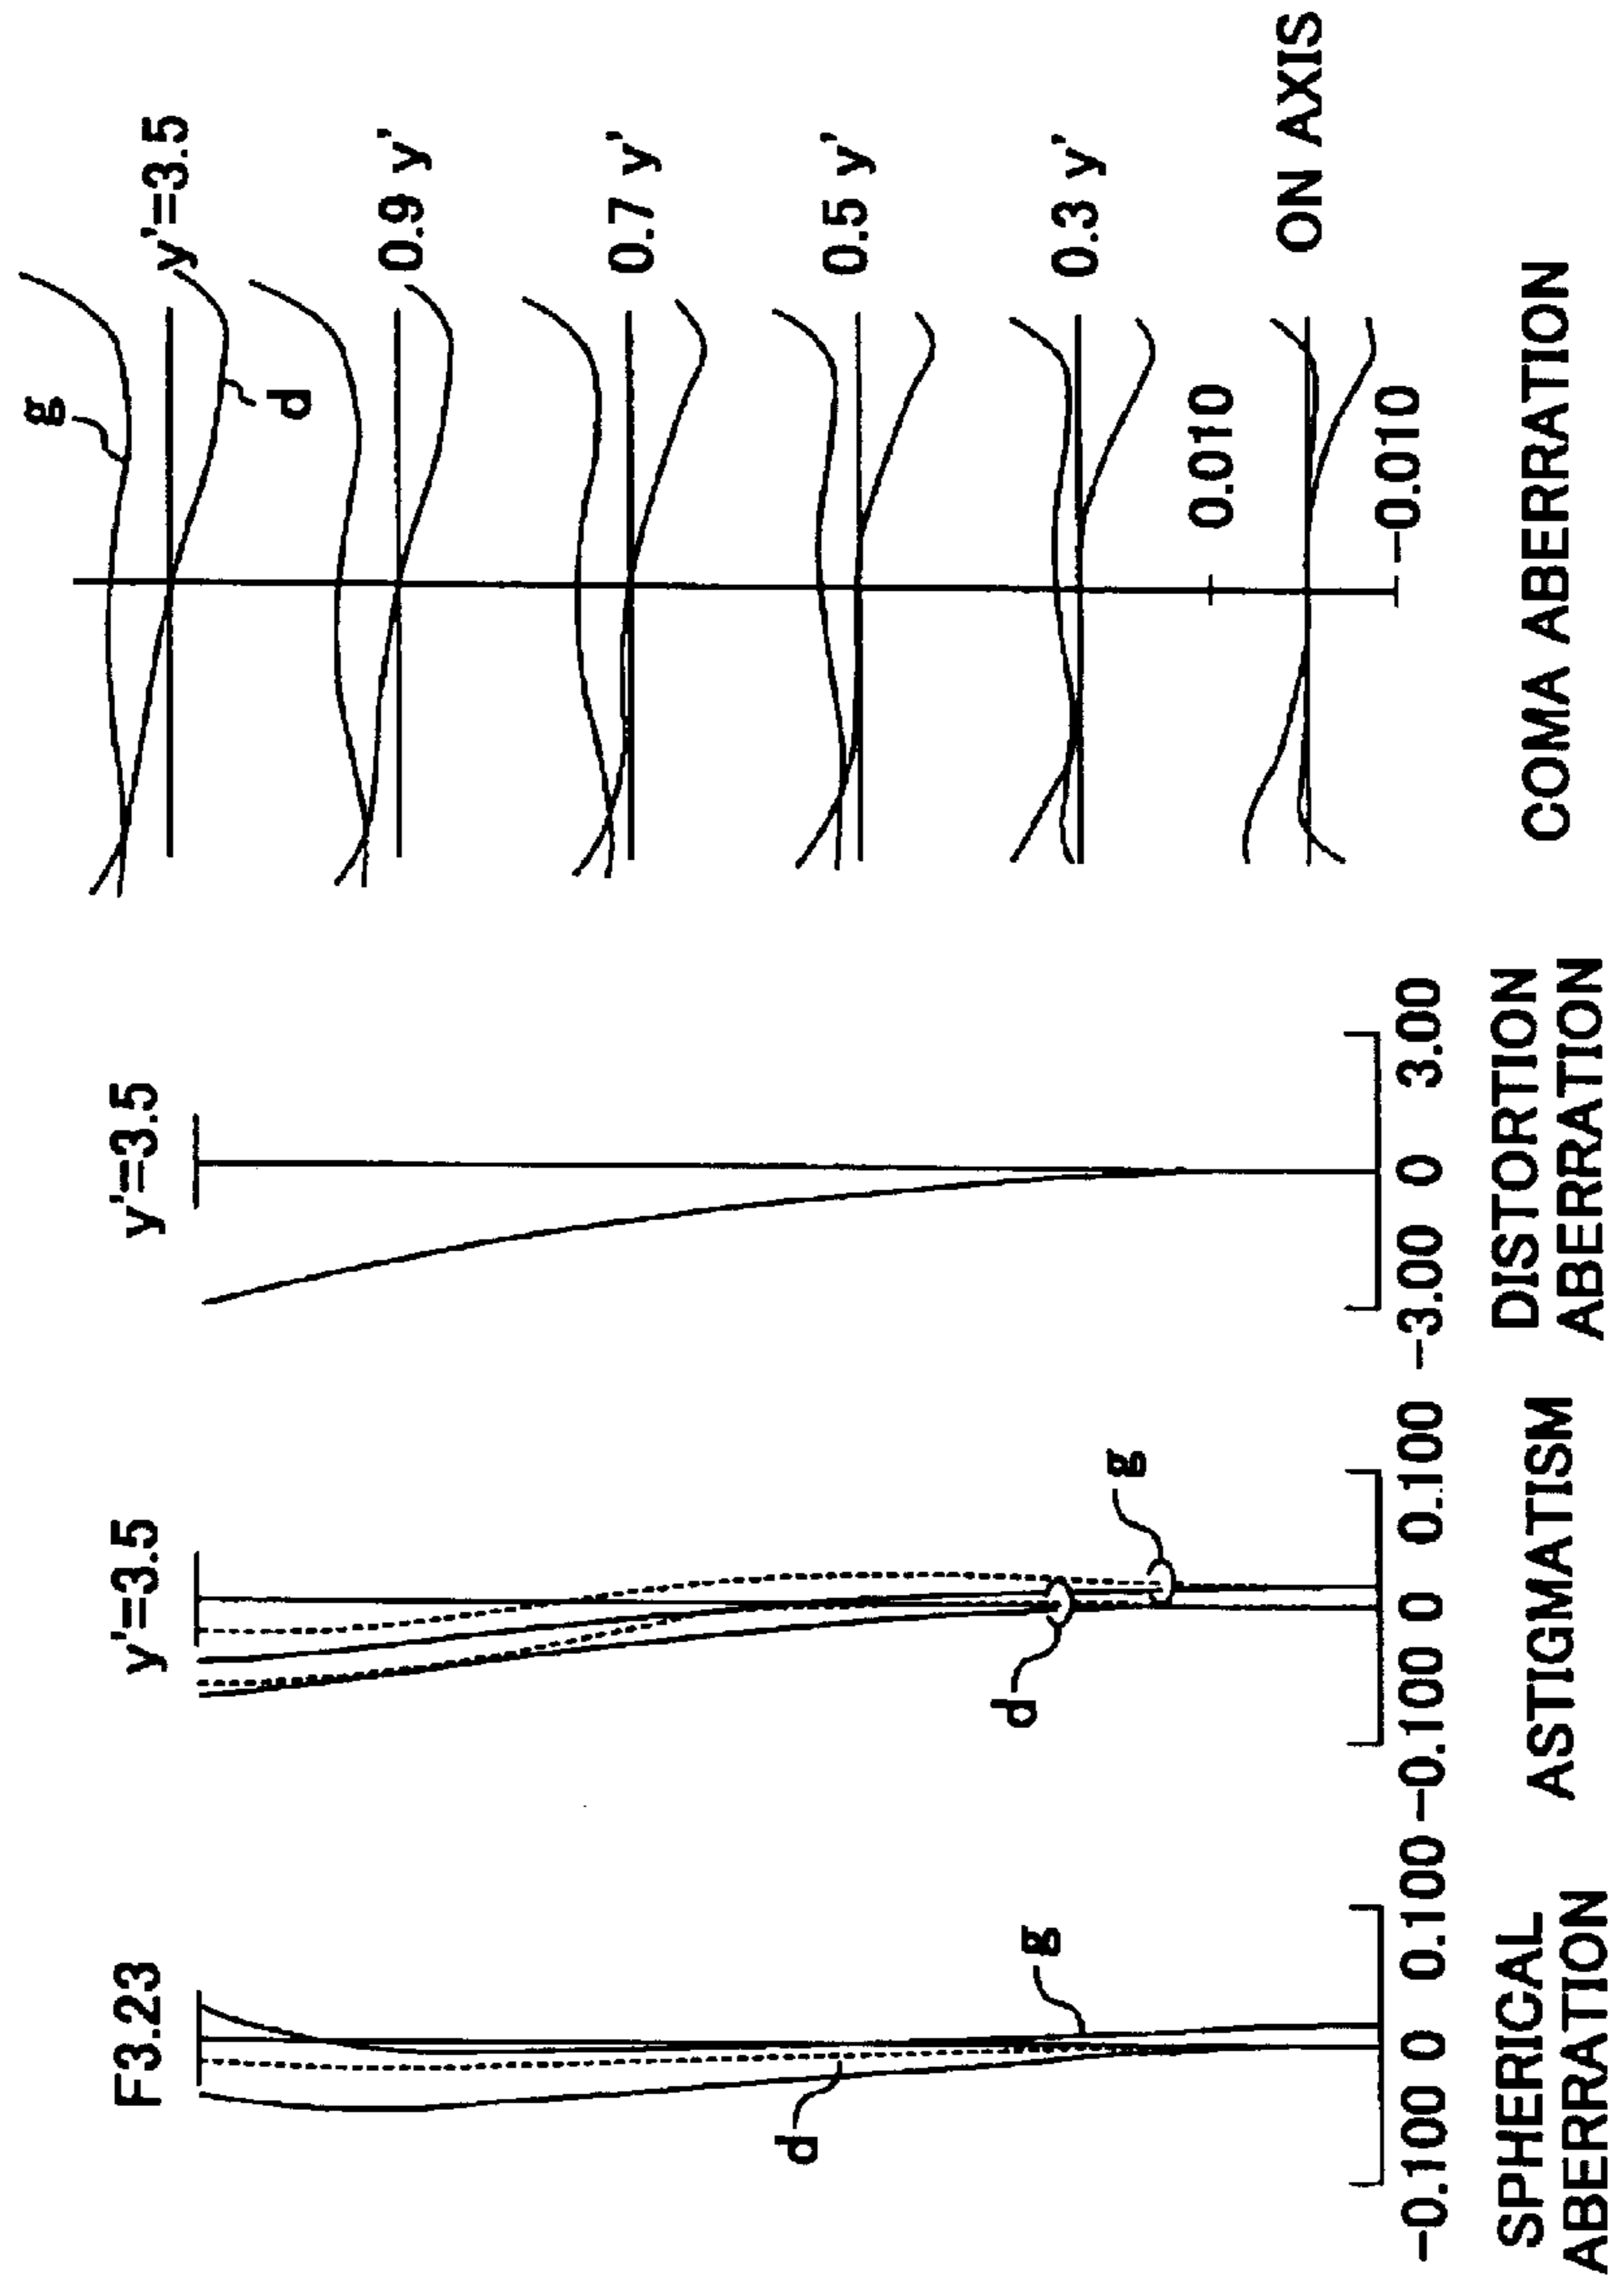 F3.23
d
g
-0.100 0 0.100
SPHERICAL
ABERRATION
y'=3.5
d
g
-0.100 0 0.100
ASTIGMATISM
y'=3.5
-3.00 0 3.00
DISTORTION
ABERRATION
g
d
y'=3.5
0.9 y'
0.7 y'
0.5 y'
0.3 y'
0.010
ON AXIS
-0.010
COMA ABERRATION